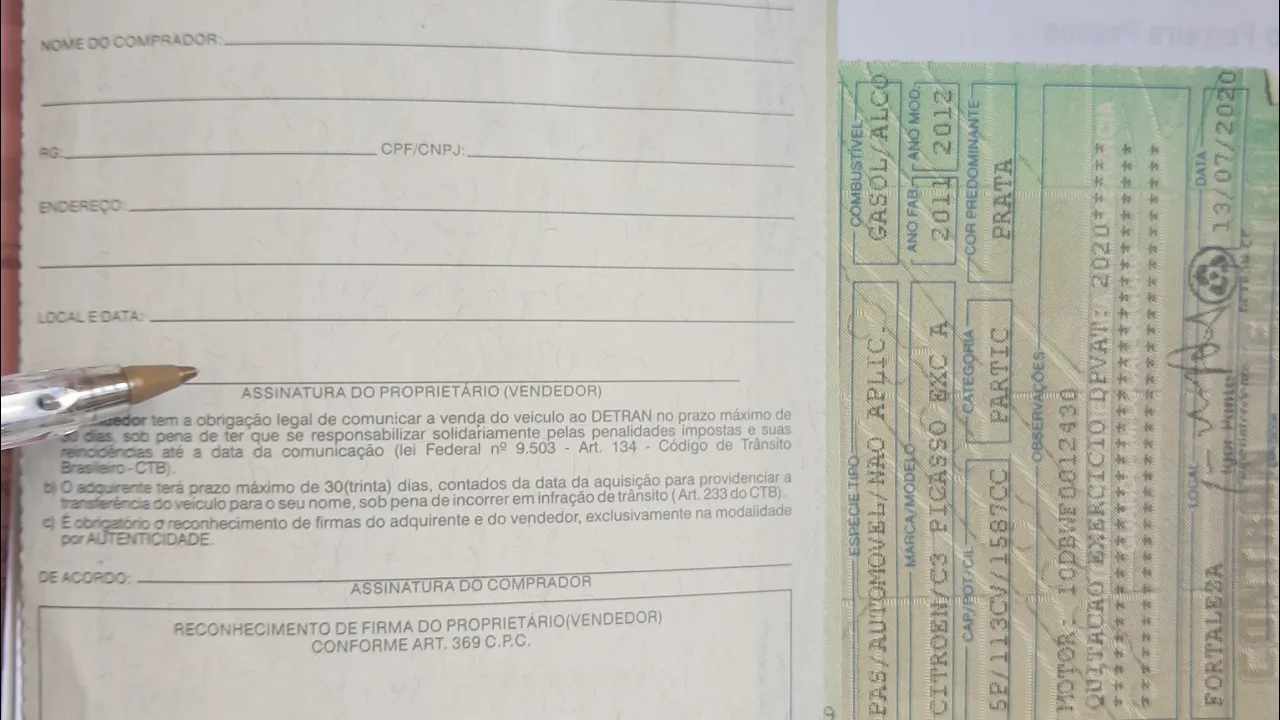 NOME DO COMPRADOR:
RG: CPF/CNPJ:
ENDEREÇO:
LOCAL E DATA:
ASSINATURA DO PROPRIETÁRIO (VENDEDOR)
tem a obrigação legal de comunicar a venda do veículo ao DETRAN no prazo máximo de
dias, sob pena de ter que se responsabilizar solidariamente pelas penalidades impostas e suas
reincidências até a data da comunicação (lei Federal nº 9.503 - Art. 134 - Código de Trânsito
Brasileiro - CTB).
b) O adquirente terá prazo máximo de 30(trinta) dias, contados da data da aquisição para providenciar a
transferência do veículo para o seu nome, sob pena de incorrer em infração de trânsito (Art. 233 do CTB).
c) É obrigatório o reconhecimento de firmas do adquirente e do vendedor, exclusivamente na modalidade
por AUTENTICIDADE.
DE ACORDO:
ASSINATURA DO COMPRADOR
RECONHECIMENTO DE FIRMA DO PROPRIETÁRIO(VENDEDOR)
CONFORME ART. 369 C.P.C.
ESPÉCIE TIPO COMBUSTÍVEL
PAS/AUTOMOVEL/NAO APLIC. GASOL/ALCO
MARCA/MODELO ANO FAB. ANO MOD.
CITROEN/C3 PICASSO EXC A 2011 2012
CAP/POT/CIL CATEGORIA COR PREDOMINANTE
5P/113CV/1587CC PARTIC PRATA
OBSERVAÇÕES
MOTOR: 10DBWF0012430
QUITACAO EXERCICIO DPVAT: 2020*****
LOCAL DATA
FORTALEZA 13/07/2020